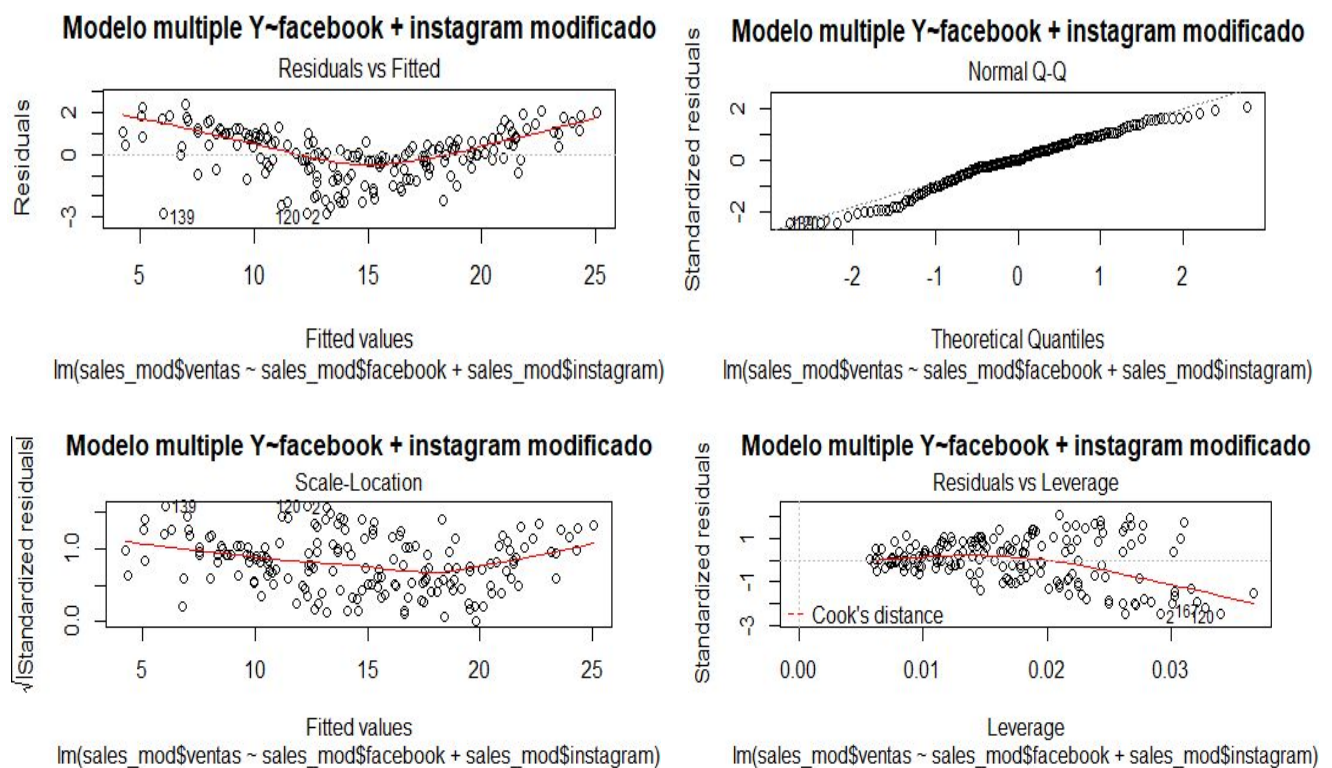 Modelo multiple Y~facebook + instagram modificado
Residuals vs Fitted
Residuals
2
0
-3
139
120
2
5
10
15
20
25
Fitted values
lm(sales_mod$ventas ~ sales_mod$facebook + sales_mod$instagram)
Modelo multiple Y~facebook + instagram modificado
Normal Q-Q
Standardized residuals
2
0
-2
-2
-1
0
1
2
Theoretical Quantiles
lm(sales_mod$ventas ~ sales_mod$facebook + sales_mod$instagram)
Modelo multiple Y~facebook + instagram modificado
Scale-Location
√|Standardized residuals|
1.0
0.0
139
120
2
5
10
15
20
25
Fitted values
lm(sales_mod$ventas ~ sales_mod$facebook + sales_mod$instagram)
Modelo multiple Y~facebook + instagram modificado
Residuals vs Leverage
Standardized residuals
1
-1
-3
Cook's distance
2
167
120
0.00
0.01
0.02
0.03
Leverage
lm(sales_mod$ventas ~ sales_mod$facebook + sales_mod$instagram)